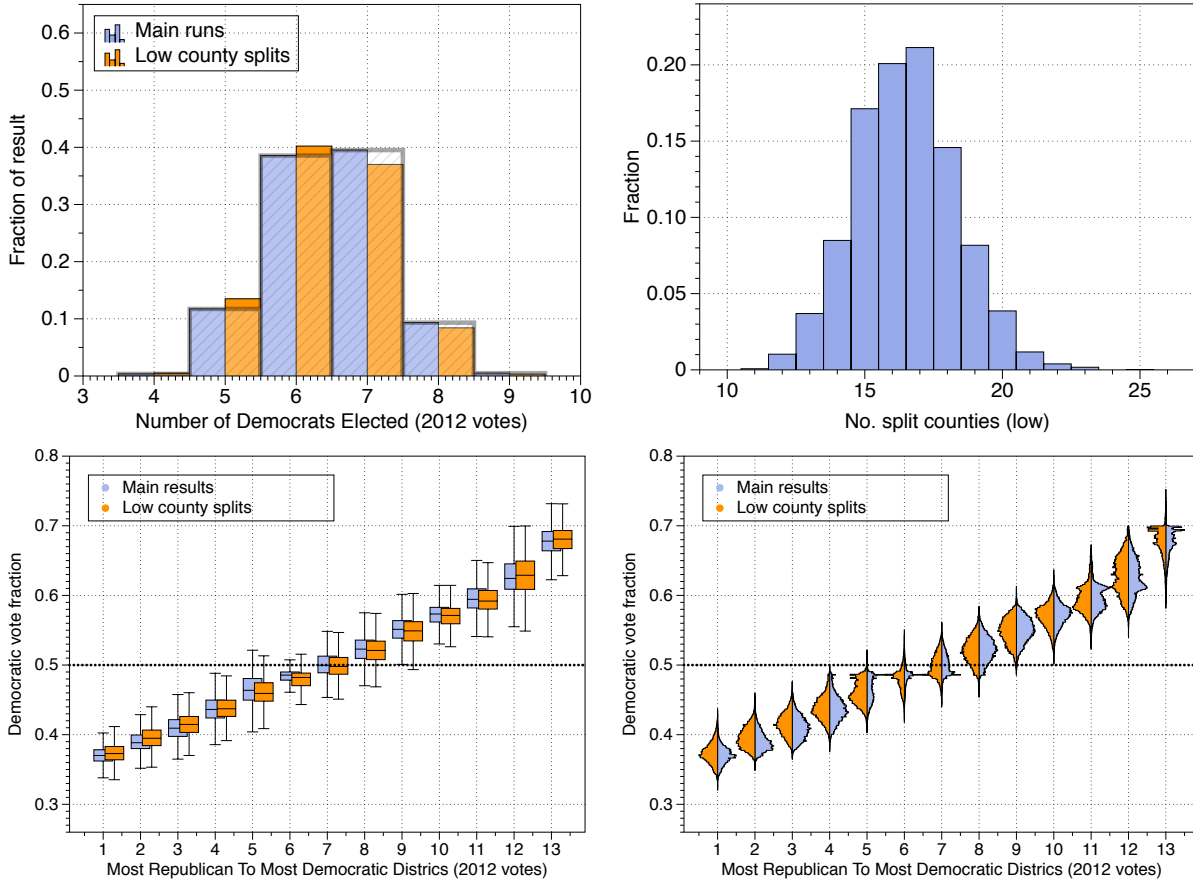 Main runs
Low county splits
Fraction of result
0.6
0.5
0.4
0.3
0.2
0.1
0
3 4 5 6 7 8 9 10
Number of Democrats Elected (2012 votes)
Fraction
0.20
0.15
0.10
0.05
0
10 15 20 25
No. split counties (low)
Main results
Low county splits
Democratic vote fraction
0.8
0.7
0.6
0.5
0.4
0.3
1 2 3 4 5 6 7 8 9 10 11 12 13
Most Republican To Most Democratic Districs (2012 votes)
Main results
Low county splits
Democratic vote fraction
0.8
0.7
0.6
0.5
0.4
0.3
1 2 3 4 5 6 7 8 9 10 11 12 13
Most Republican To Most Democratic Districs (2012 votes)